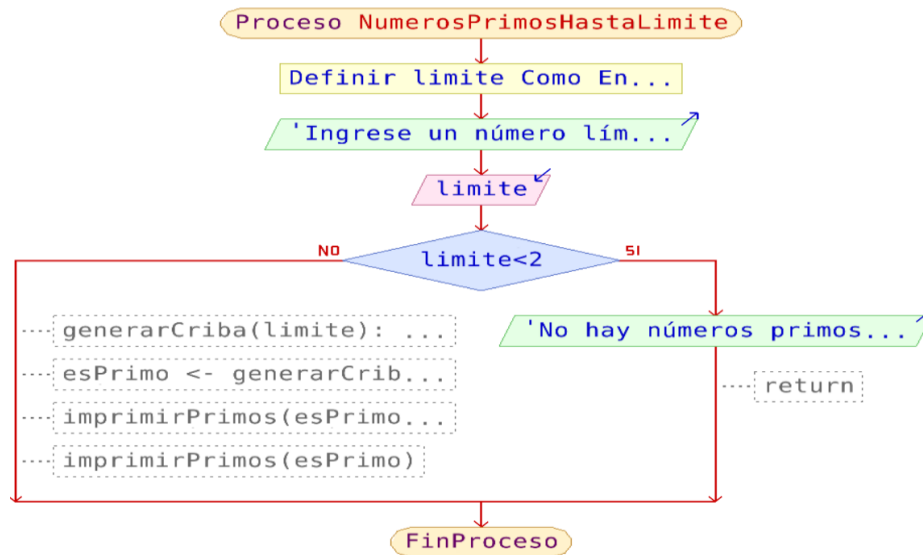 Proceso NumerosPrimosHastaLimite
Definir limite Como En...
'Ingrese un número lím...
limite
limite<2
NO
SI
generarCriba(limite): ...
esPrimo <- generarCrib...
imprimirPrimos(esPrimo...
imprimirPrimos(esPrimo)
'No hay números primos...
return
FinProceso